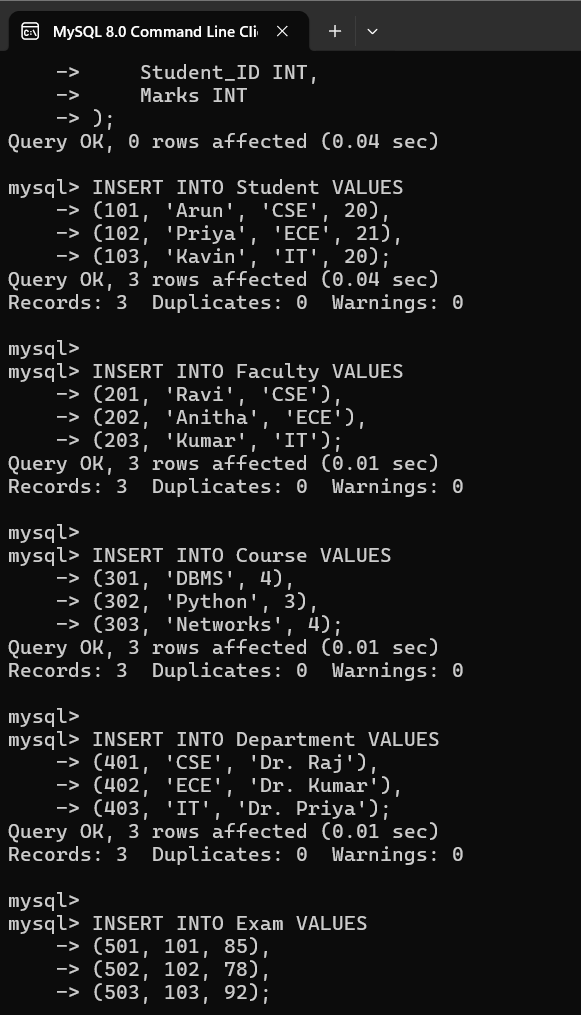 MySQL 8.0 Command Line Cli
    ->     Student_ID INT,
    ->     Marks INT
    -> );
Query OK, 0 rows affected (0.04 sec)
mysql> INSERT INTO Student VALUES
    -> (101, 'Arun', 'CSE', 20),
    -> (102, 'Priya', 'ECE', 21),
    -> (103, 'Kavin', 'IT', 20);
Query OK, 3 rows affected (0.04 sec)
Records: 3  Duplicates: 0  Warnings: 0
mysql>
mysql> INSERT INTO Faculty VALUES
    -> (201, 'Ravi', 'CSE'),
    -> (202, 'Anitha', 'ECE'),
    -> (203, 'Kumar', 'IT');
Query OK, 3 rows affected (0.01 sec)
Records: 3  Duplicates: 0  Warnings: 0
mysql>
mysql> INSERT INTO Course VALUES
    -> (301, 'DBMS', 4),
    -> (302, 'Python', 3),
    -> (303, 'Networks', 4);
Query OK, 3 rows affected (0.01 sec)
Records: 3  Duplicates: 0  Warnings: 0
mysql>
mysql> INSERT INTO Department VALUES
    -> (401, 'CSE', 'Dr. Raj'),
    -> (402, 'ECE', 'Dr. Kumar'),
    -> (403, 'IT', 'Dr. Priya');
Query OK, 3 rows affected (0.01 sec)
Records: 3  Duplicates: 0  Warnings: 0
mysql>
mysql> INSERT INTO Exam VALUES
    -> (501, 101, 85),
    -> (502, 102, 78),
    -> (503, 103, 92);